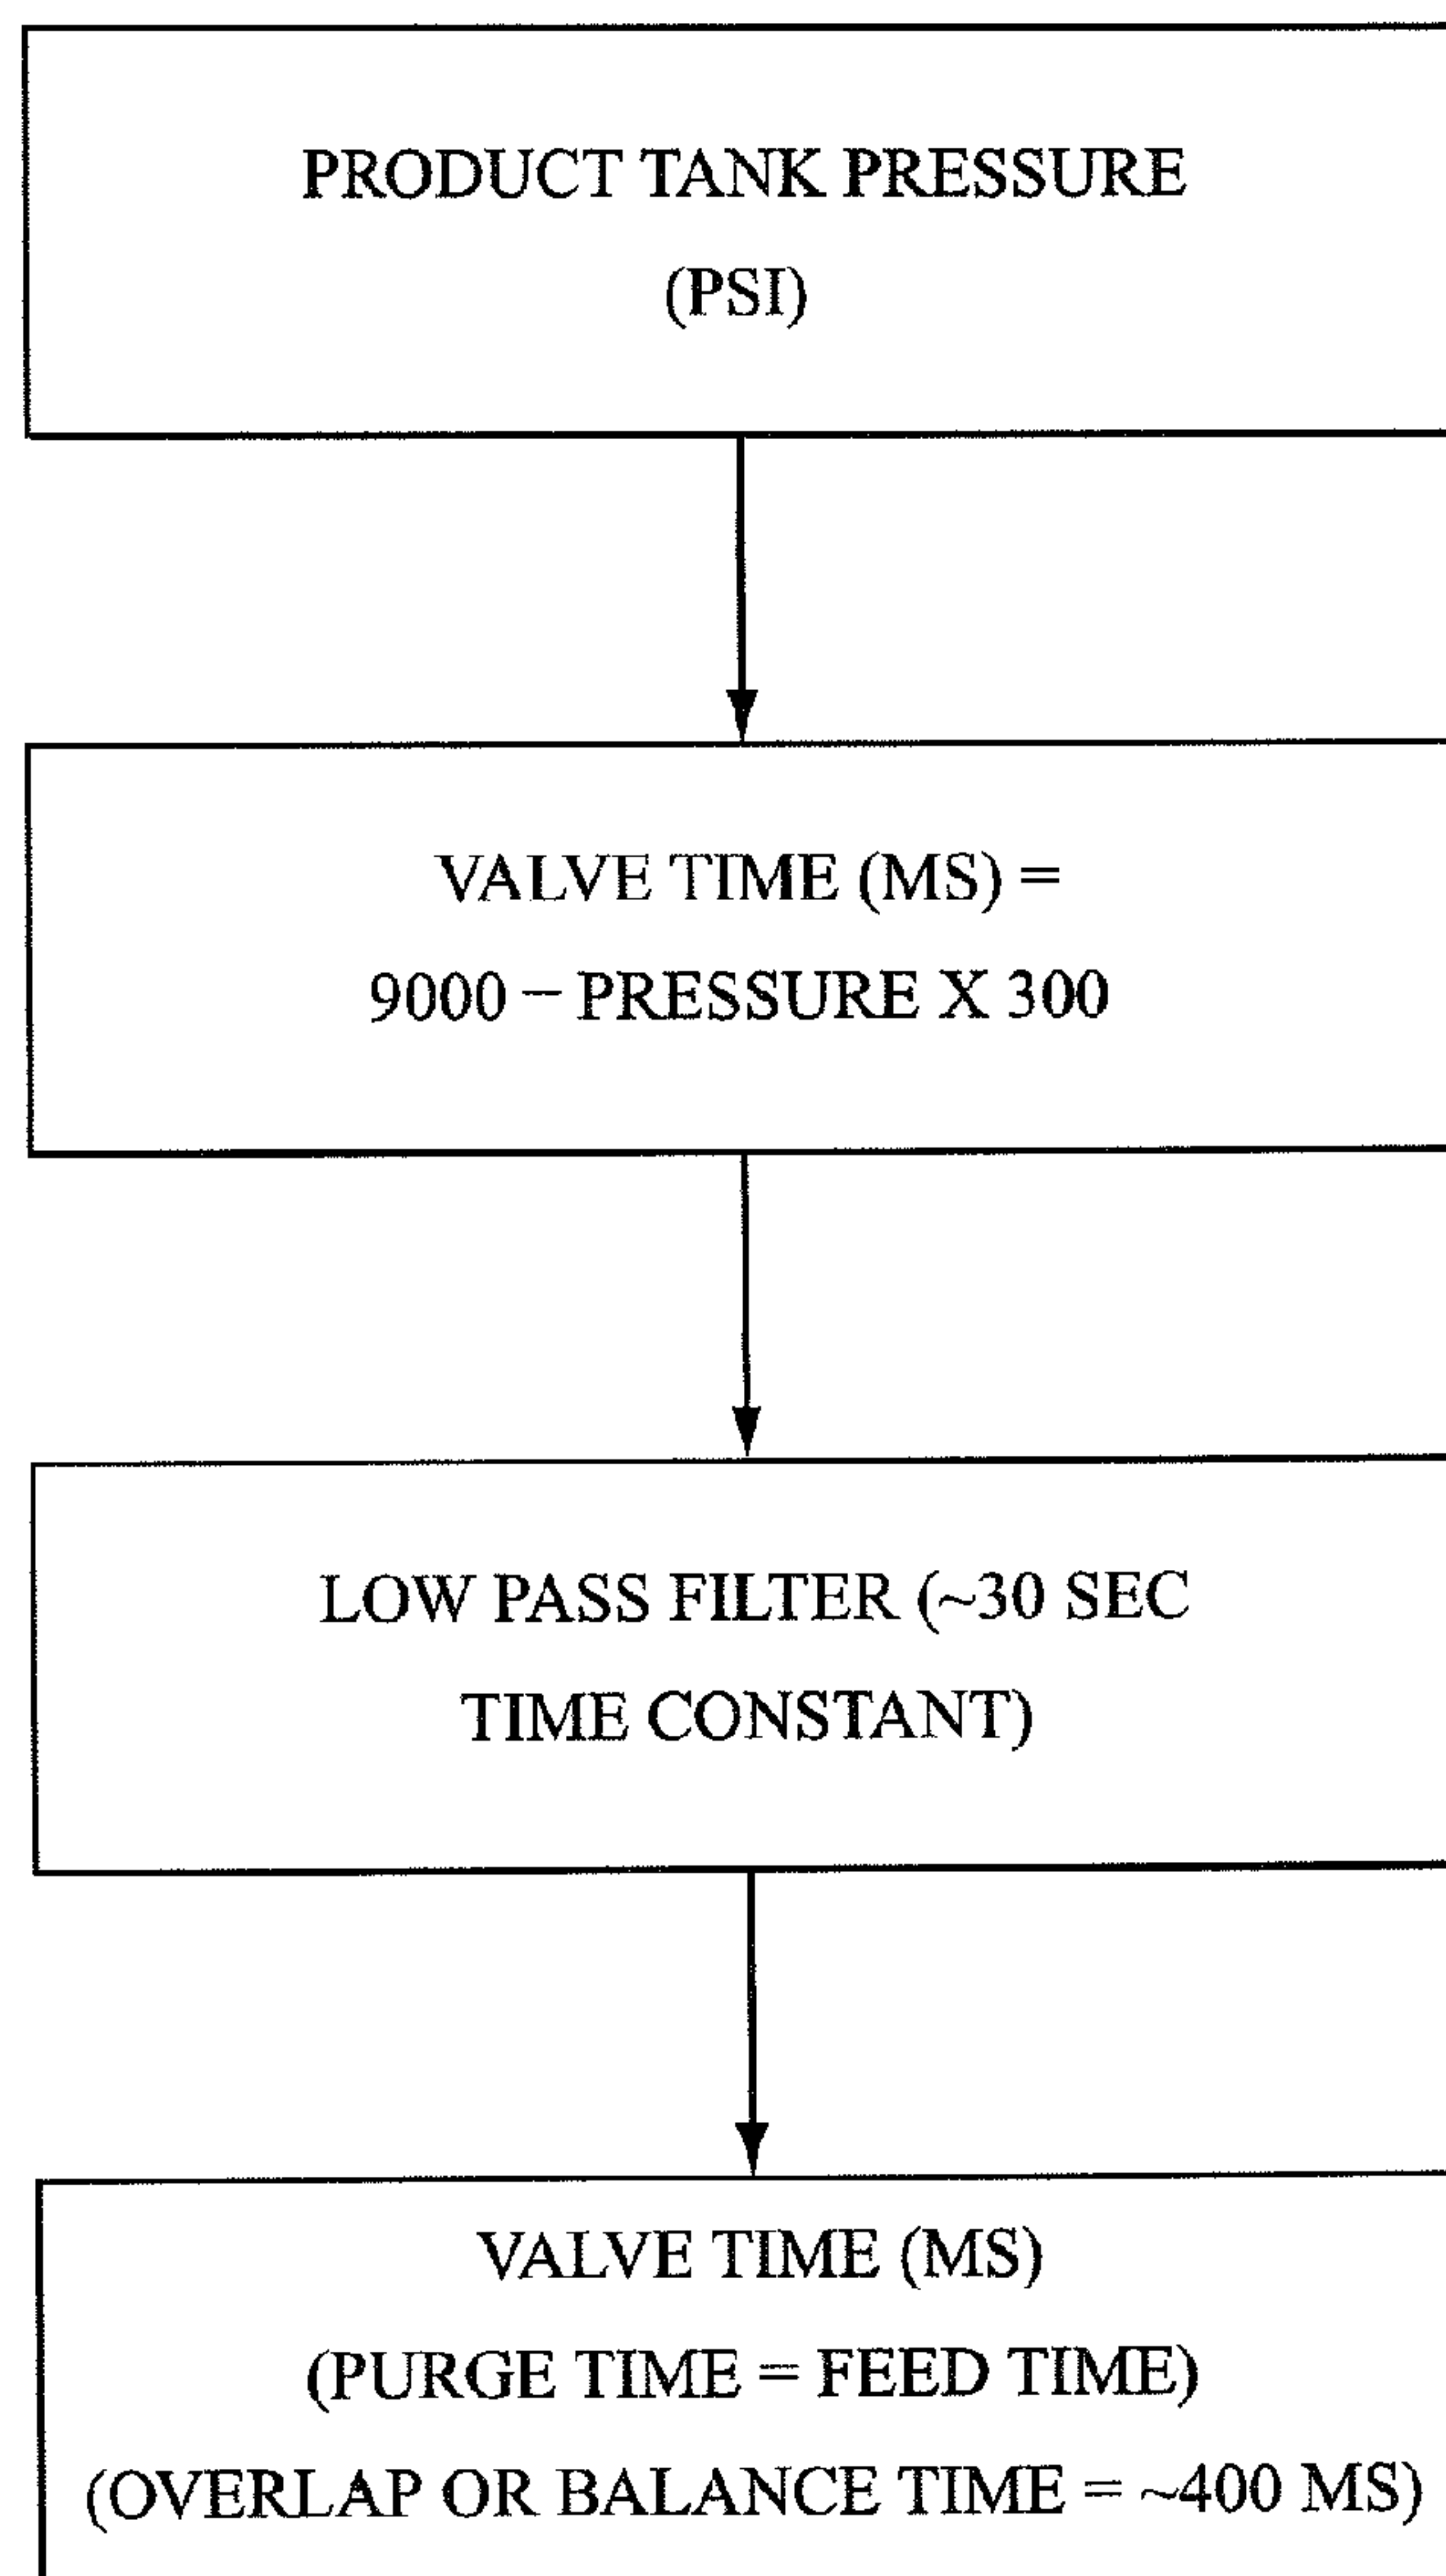 PRODUCT TANK PRESSURE
(PSI)
VALVE TIME (MS) =
9000 – PRESSURE X 300
LOW PASS FILTER (~30 SEC
TIME CONSTANT)
VALVE TIME (MS)
(PURGE TIME = FEED TIME)
(OVERLAP OR BALANCE TIME = ~400 MS)